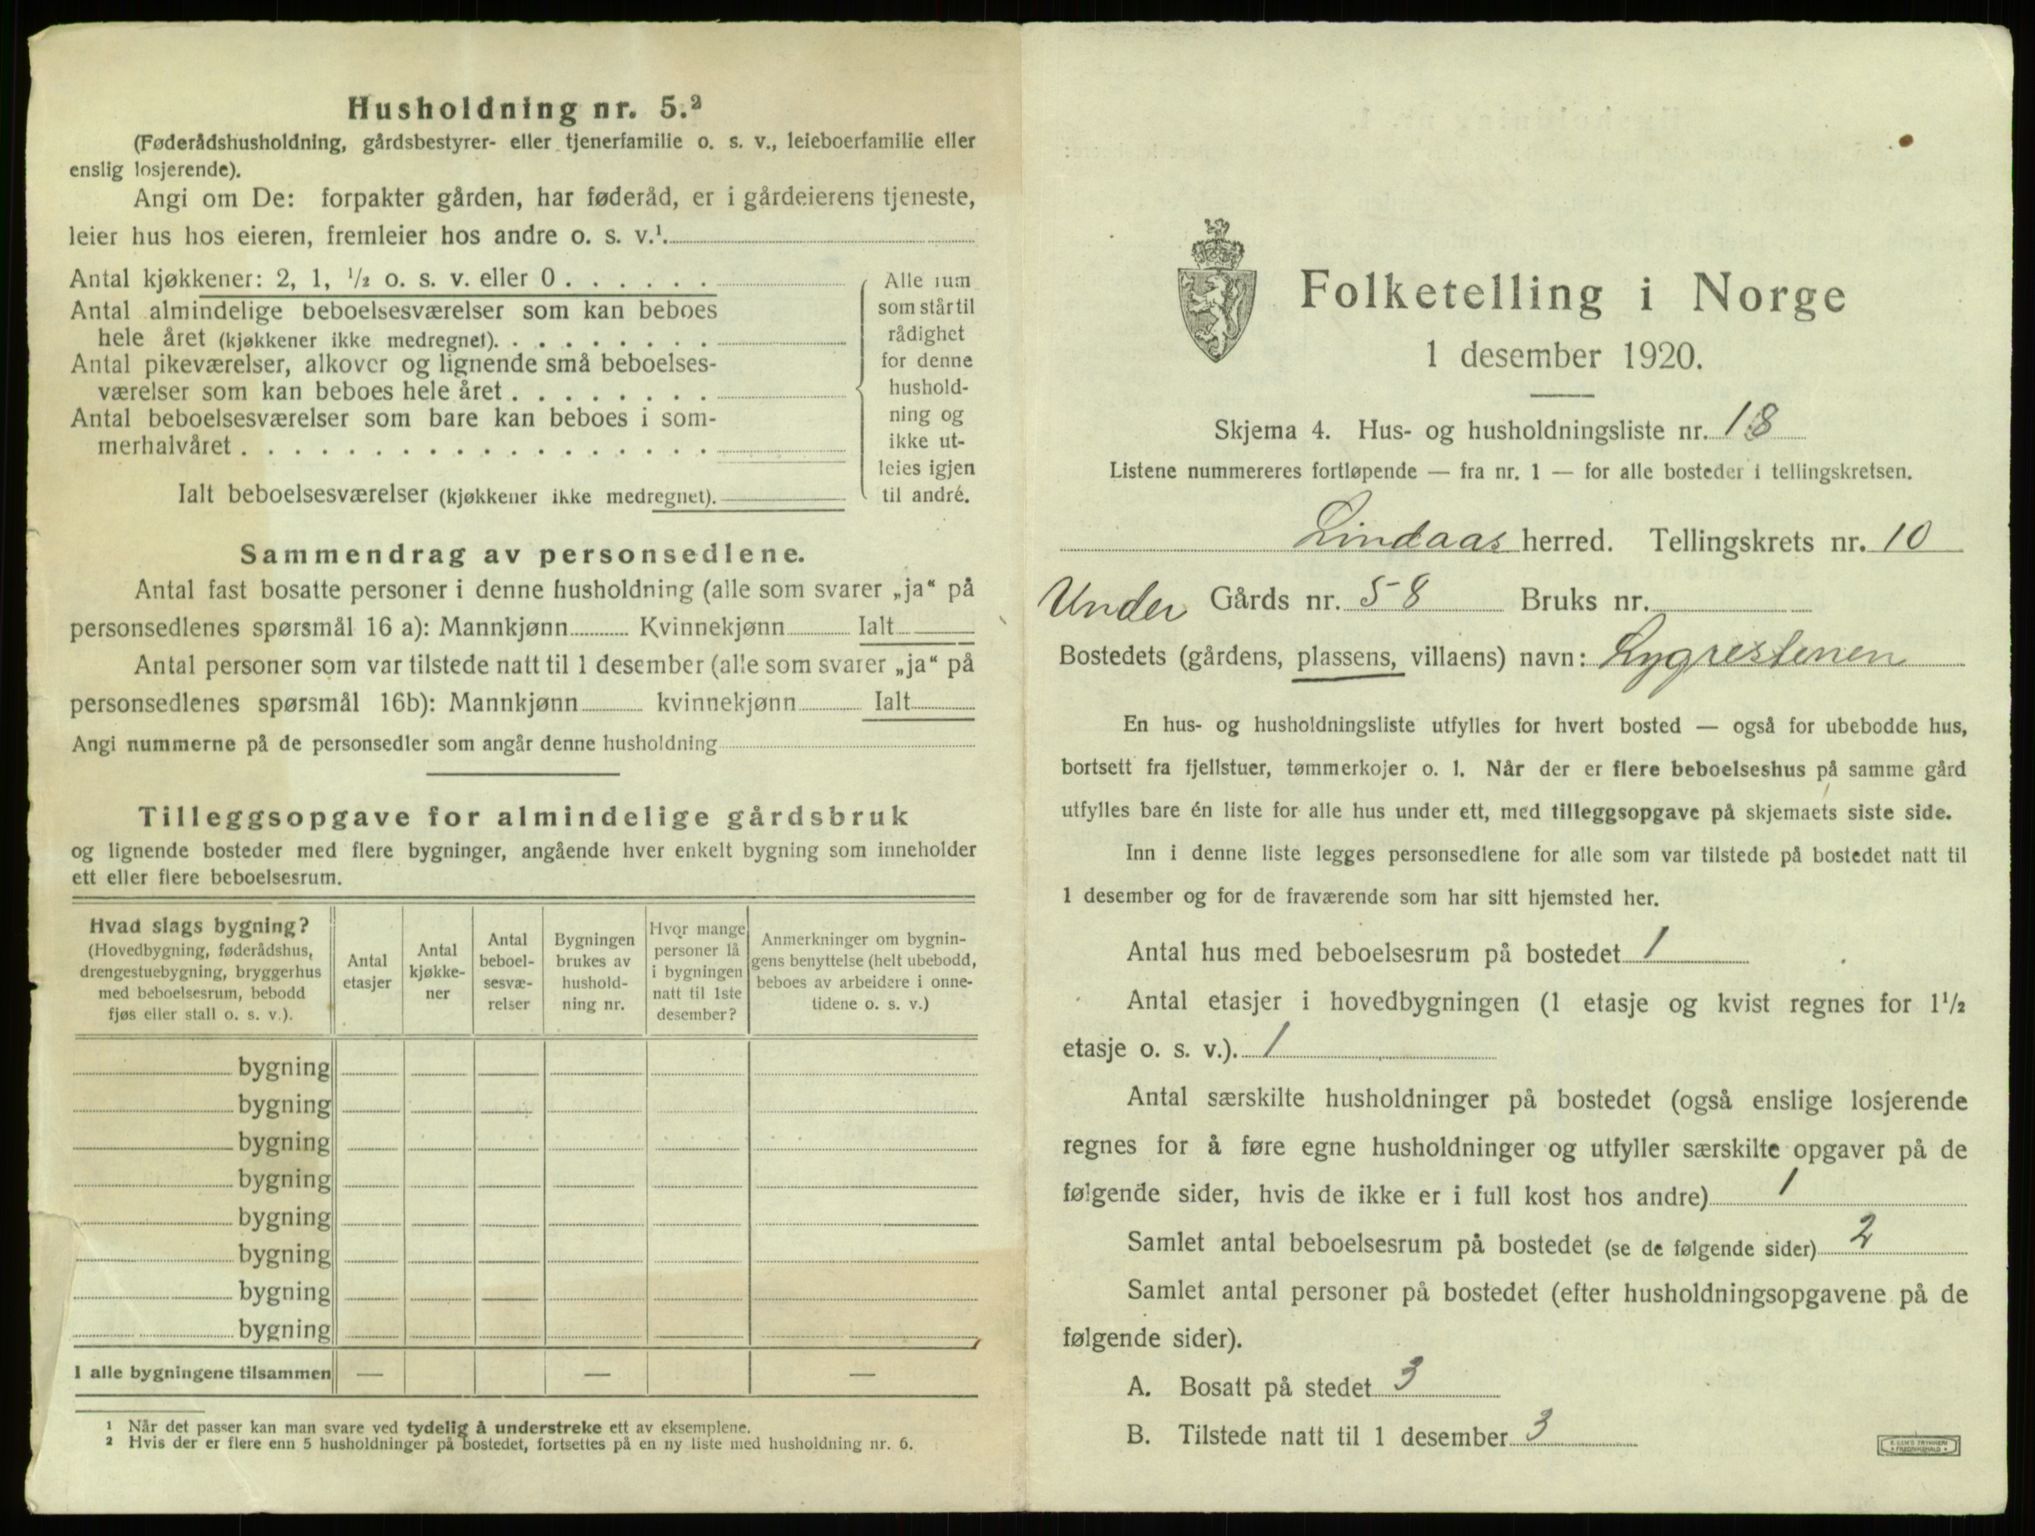 Husholdning nr. 5.²
(Føderådshusholdning, gårdsbestyrer- eller tjenerfamilie o. s. v., leieboerfamilie eller
enslig losjerende).
Angi om De: forpakter gården, har føderåd, er i gårdeierens tjeneste,
leier hus hos eieren, fremleier hos andre o. s. v.¹.
Antal kjøkkener: 2, 1, ½ o. s. v. eller 0 . . . . . .
Antal almindelige beboelsesværelser som kan beboes
hele året (kjøkkener ikke medregnet). . . . . . . . .
Antal pikeværelser, alkover og lignende små beboelses-
værelser som kan beboes hele året . . . . . . . .
Antal beboelsesværelser som bare kan beboes i som-
merhalvåret . . . . . . . . . . . . . . . . .
Ialt beboelsesværelser (kjøkkener ikke medregnet).
Alle rum
som står til
rådighet
for denne
hushold-
ning og
ikke ut-
leies igjen
til andré.
Sammendrag av personsedlene.
Antal fast bosatte personer i denne husholdning (alle som svarer „ja“ på
personsedlenes spørsmål 16 a): Mannkjønn Kvinnekjønn Ialt
Antal personer som var tilstede natt til 1 desember (alle som svarer „ja“ på
personsedlenes spørsmål 16b): Mannkjønn kvinnekjønn Ialt
Angi nummerne på de personsedler som angår denne husholdning
Tilleggsopgave for almindelige gårdsbruk
og lignende bosteder med flere bygninger, angående hver enkelt bygning som inneholder
ett eller flere beboelsesrum.
Hvad slags bygning?
(Hovedbygning, føderådshus,
drengestuebygning, bryggerhus
med beboelsesrum, bebodd
fjøs eller stall o. s. v.).
Antal
etasjer
Antal
kjøkke-
ner
Antal
beboel-
sesvæ-
relser
Bygningen
brukes av
hushold-
ning nr.
Hvor mange
personer lå
i bygningen
natt til 1ste
desember?
Anmerkninger om bygnin-
gens benyttelse (helt ubebodd,
beboes av arbeidere i onne-
tidene o. s. v.)
bygning
bygning
bygning
bygning
bygning
bygning
bygning
bygning
I alle bygningene tilsammen — — —
¹ Når det passer kan man svare ved tydelig å understreke ett av eksemplene.
² Hvis der er flere enn 5 husholdninger på bostedet, fortsettes på en ny liste med husholdning nr. 6.
Folketelling i Norge
1 desember 1920.
Skjema 4. Hus- og husholdningsliste nr. 18
Listene nummereres fortløpende — fra nr. 1 — for alle bosteder i tellingskretsen.
Lindaas herred. Tellingskrets nr. 10
Under Gårds nr. 58 Bruks nr.
Bostedets (gårdens, plassens, villaens) navn: Lygrestenen
En hus- og husholdningsliste utfylles for hvert bosted — også for ubebodde hus,
bortsett fra fjellstuer, tømmerkojer o. l. Når der er flere beboelseshus på samme gård
utfylles bare én liste for alle hus under ett, med tilleggsopgave på skjemaets siste side.
Inn i denne liste legges personsedlene for alle som var tilstede på bostedet natt til
1 desember og for de fraværende som har sitt hjemsted her.
Antal hus med beboelsesrum på bostedet 1
Antal etasjer i hovedbygningen (1 etasje og kvist regnes for 1½
etasje o. s. v.). 1
Antal særskilte husholdninger på bostedet (også enslige losjerende
regnes for å føre egne husholdninger og utfyller særskilte opgaver på de
følgende sider, hvis de ikke er i full kost hos andre) 1
Samlet antal beboelsesrum på bostedet (se de følgende sider) 2
Samlet antal personer på bostedet (efter husholdningsopgavene på de
følgende sider).
A. Bosatt på stedet 3
B. Tilstede natt til 1 desember 3